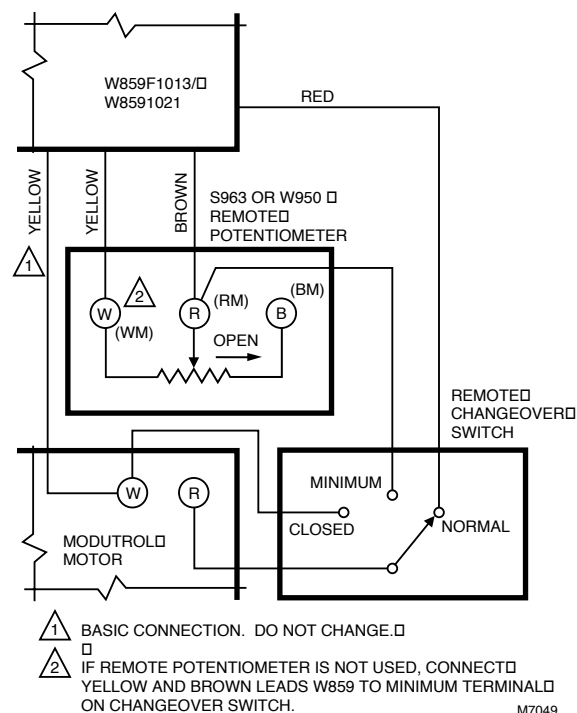 W859F1013/□
W8591021
RED
YELLOW
YELLOW
BROWN
S963 OR W950 □
REMOTE□
POTENTIOMETER
1
2
W
R
B
(WM)
(RM)
(BM)
OPEN
REMOTE□
CHANGEOVER□
SWITCH
W
R
MINIMUM
CLOSED
NORMAL
MODUTROL□
MOTOR
1 BASIC CONNECTION. DO NOT CHANGE.□
□
2 IF REMOTE POTENTIOMETER IS NOT USED, CONNECT□
YELLOW AND BROWN LEADS W859 TO MINIMUM TERMINAL□
ON CHANGEOVER SWITCH.
M7049